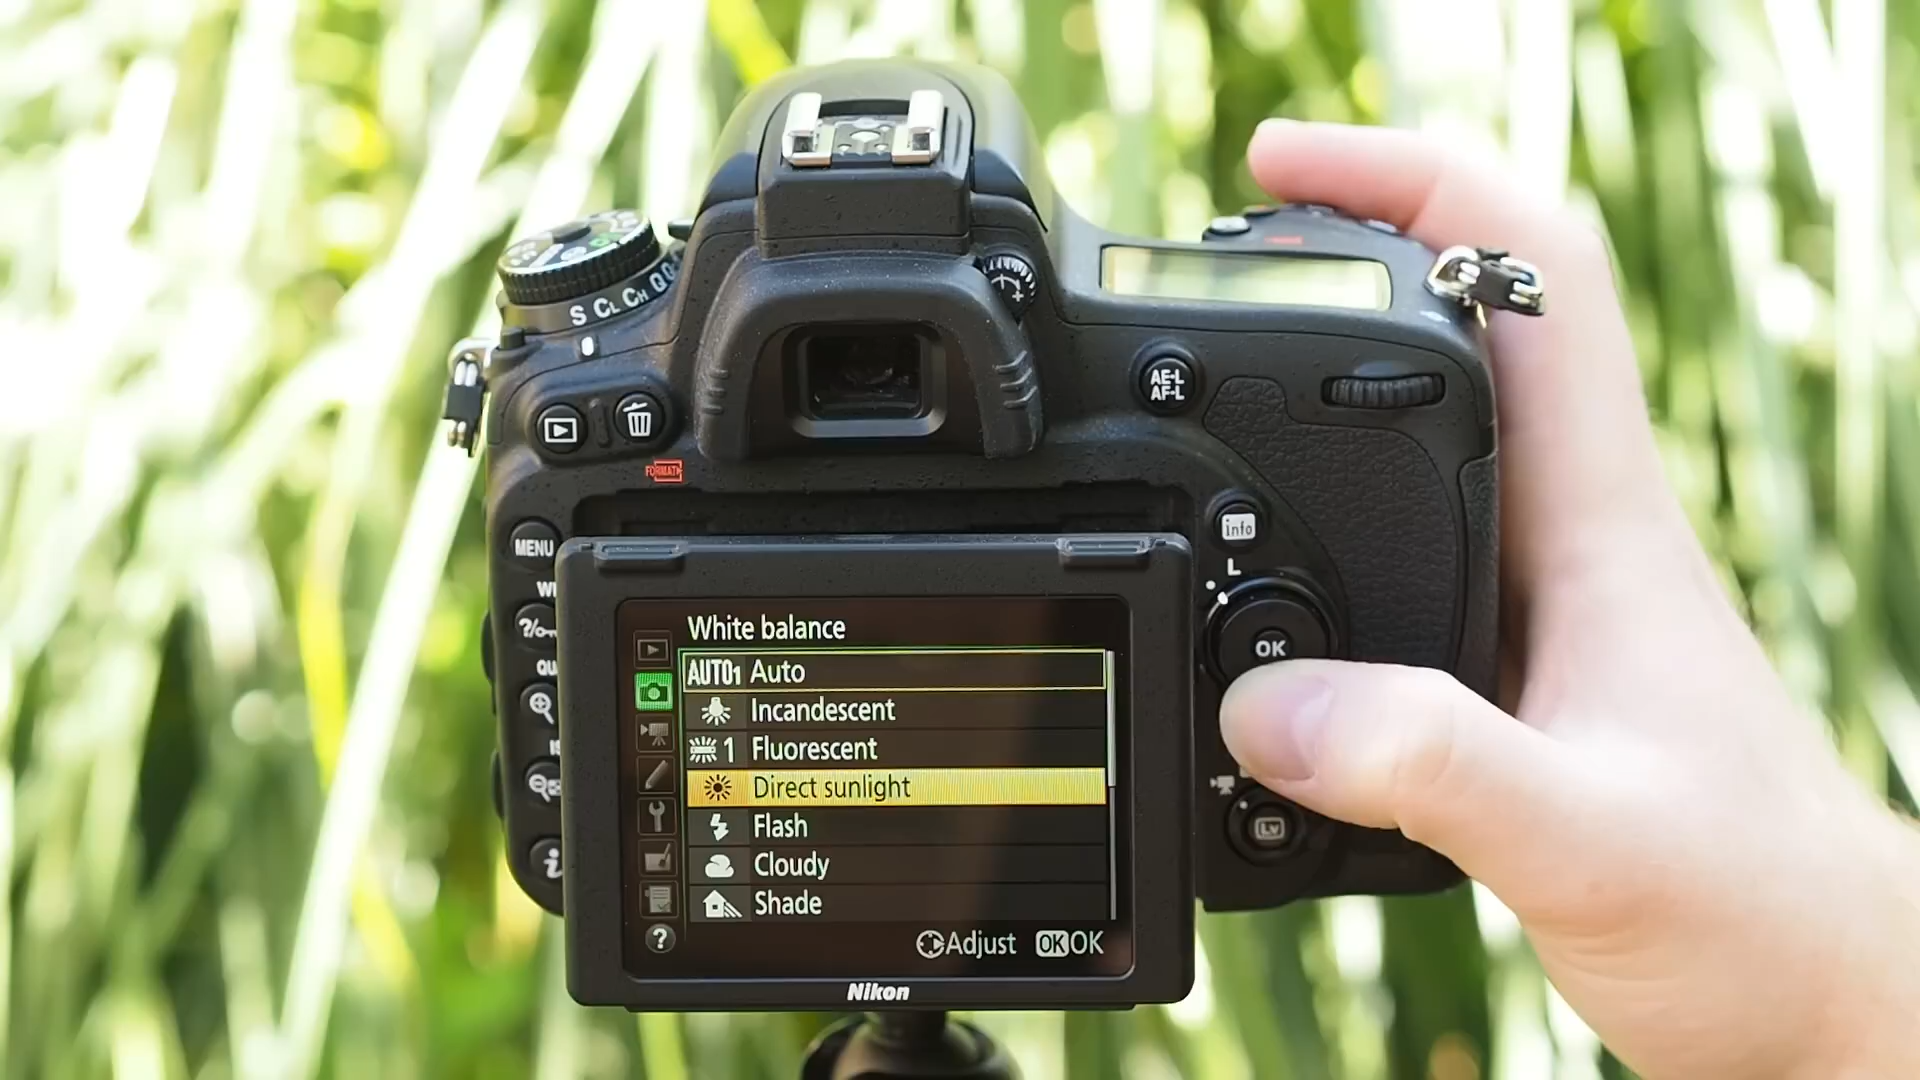 S CL CH Q
AE-L
AF-L
FORMAT
info
MENU
L
OK
White balance
AUTO1 Auto
Incandescent
1 Fluorescent
Direct sunlight
Flash
Cloudy
Shade
?
Adjust OK OK
?
i
Lv
Nikon